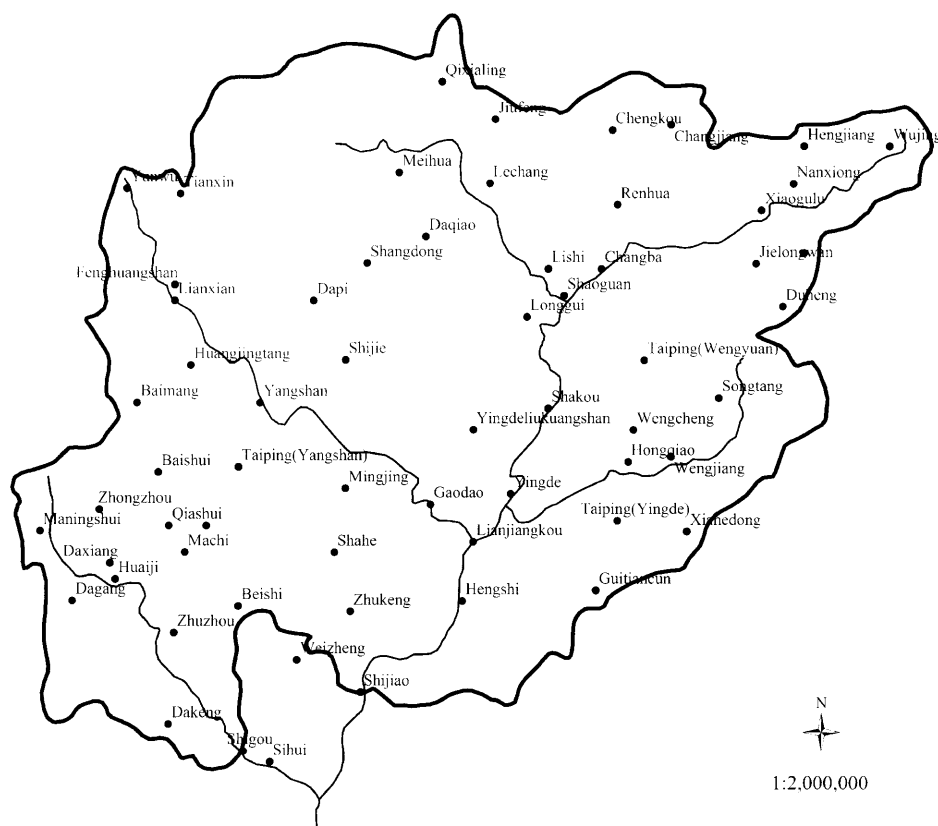 Qixialing
Jiufeng
Chengkou
Changjiang
Hengjiang
Wujing
Meihua
Lechang
Nanxiong
Yunwu
Tianxin
Renhua
Xiaogulu
Daqiao
Shangdong
Lishi
Changba
Jielongwan
Fenghuangshan
Lianxian
Dapi
Shaoguan
Longgui
Duheng
Huangjingtang
Shijie
Taiping(Wengyuan)
Baimang
Yangshan
Shakou
Songtang
Yingdeliukuangshan
Wengcheng
Baishui
Taiping(Yangshan)
Hongqiao
Wengjiang
Mingjing
Gaodao
Yingde
Zhongzhou
Maningshui
Qiashui
Taiping(Yingde)
Lianjiangkou
Machi
Shahe
Daxiang
Huaiji
Dagang
Beishi
Zhukeng
Hengshi
Guitiancun
Zhuzhou
Weizheng
Shijiao
Dakeng
Shigou
Sihui
N
1:2,000,000